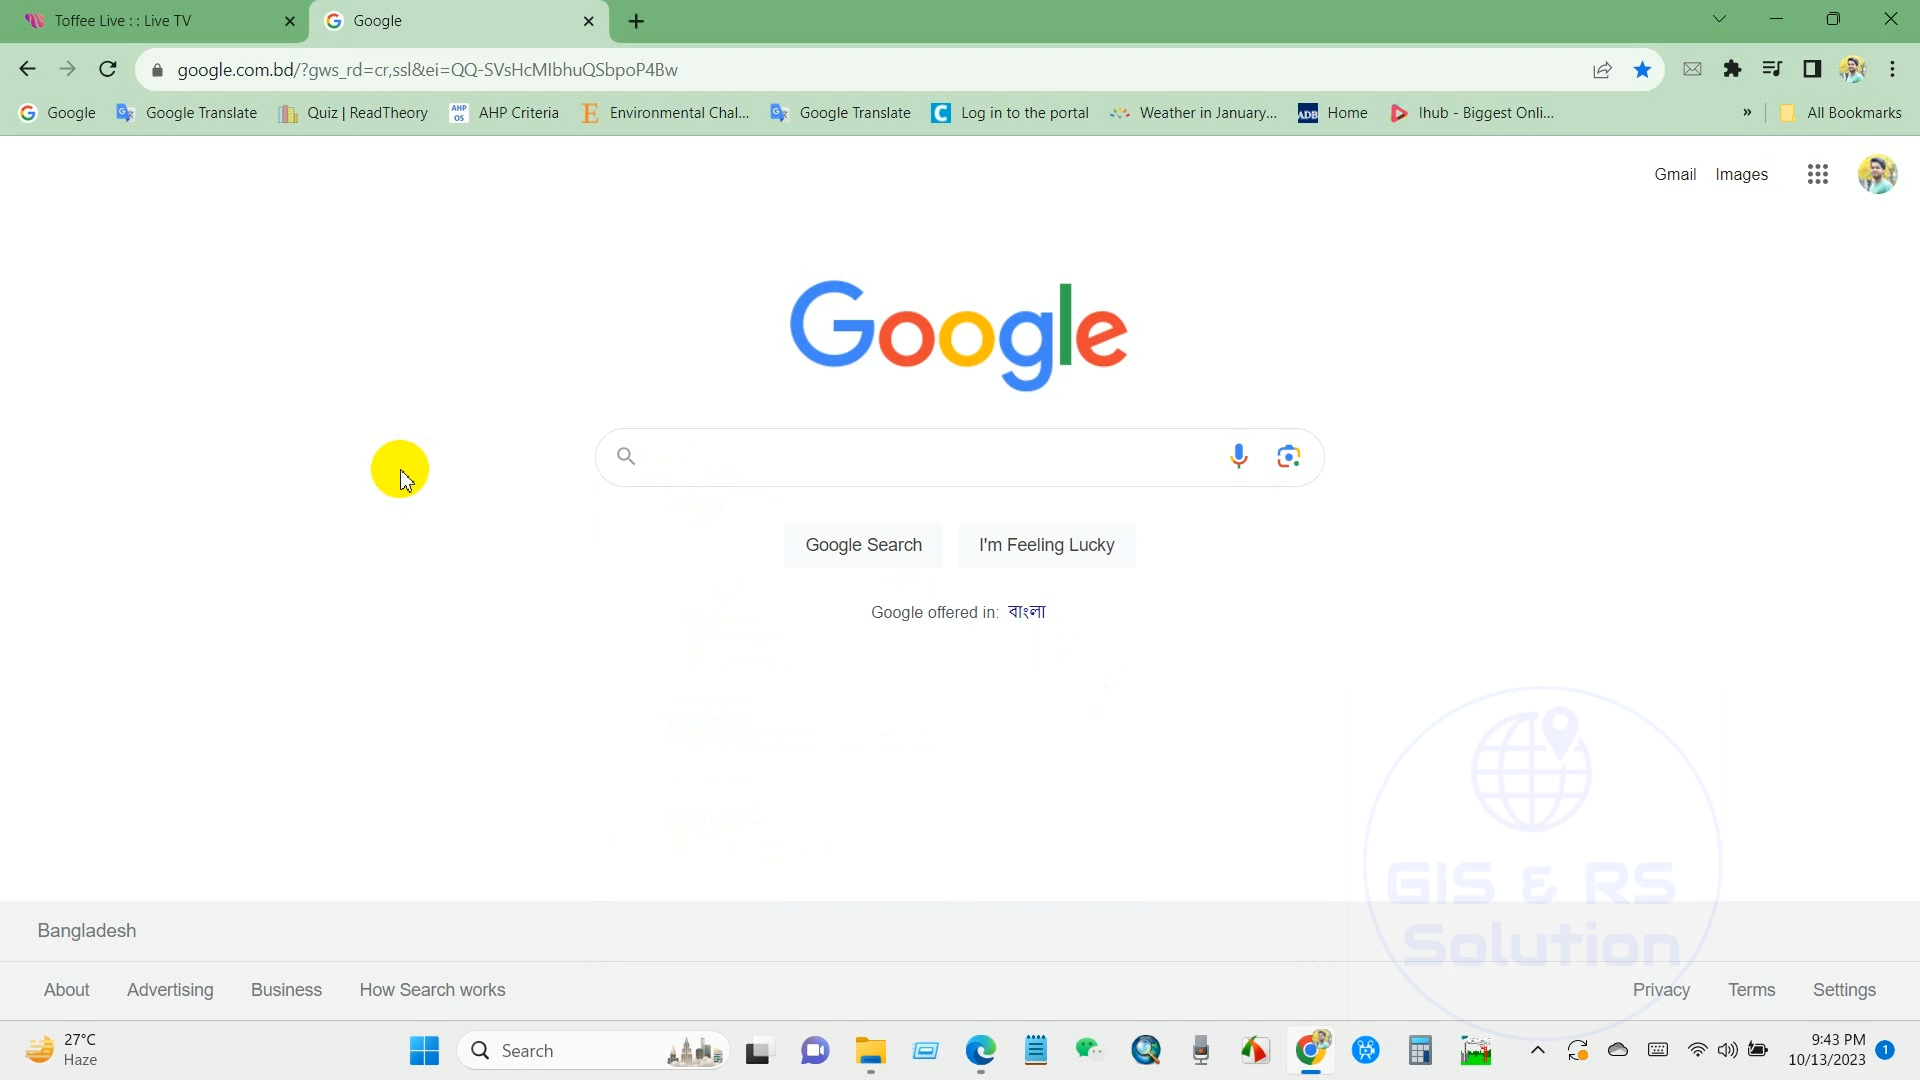 Toffee Live : : Live TV
Google
google.com.bd/?gws_rd=cr,ssl&ei=QQ-SVsHcMIbhuQSbpoP4Bw
Google
Google Translate
Quiz | ReadTheory
AHP OS
AHP Criteria
Environmental Chal...
Google Translate
Log in to the portal
Weather in January,...
ADB
Home
Ihub - Biggest Onli...
»
All Bookmarks
Gmail
Images
Google
Google Search
I'm Feeling Lucky
Google offered in: বাংলা
GIS & RS
Solution
Bangladesh
About
Advertising
Business
How Search works
Privacy
Terms
Settings
27°C
Haze
Search
9:43 PM
10/13/2023
1